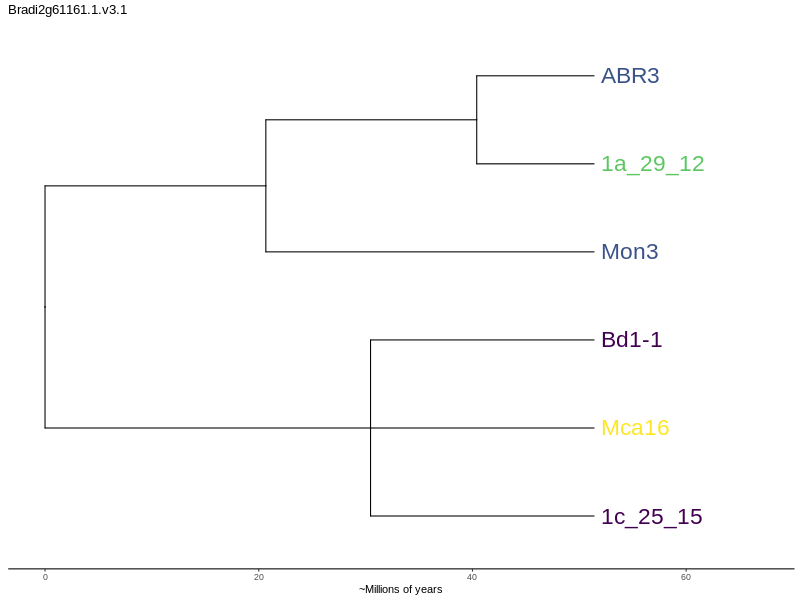 Bradi2g61161.1.v3.1
ABR3
1a_29_12
Mon3
Bd1-1
Mca16
1c_25_15
0 20 40 60
~Millions of years